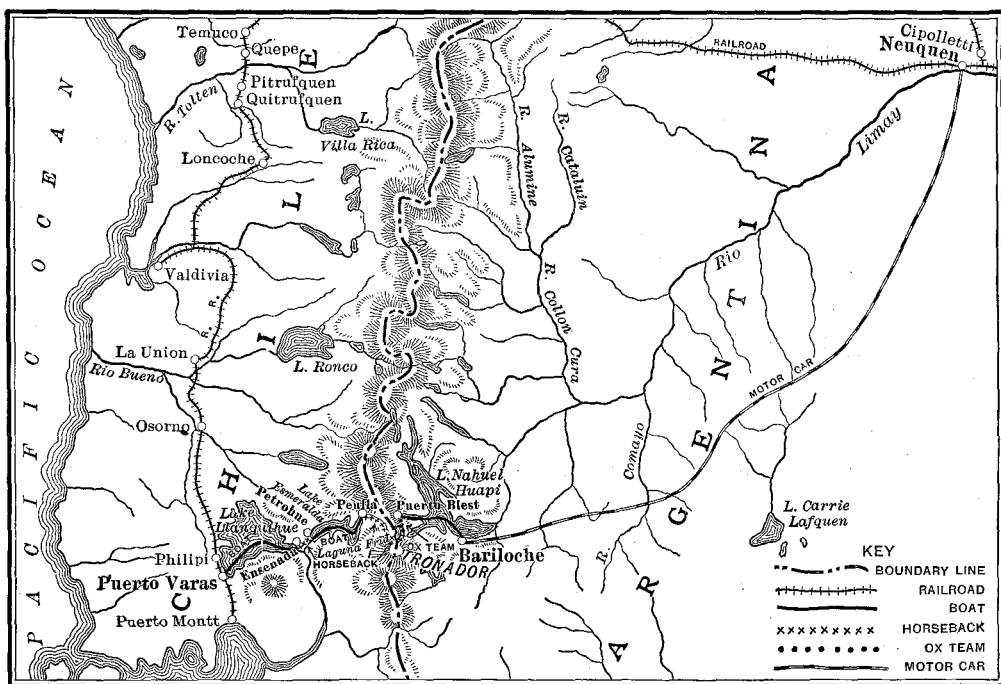 PACIFIC OCEAN
CHILE
ARGENTINA
Temuco
Quepe
Pitrufquen
Quitrufquen
R. Tolten
Loncoche
L.
Villa Rica
Valdivia
R. R.
La Union
Rio Bueno
L. Ronco
Osorno
Lake
Llanquihue
Petrohue
Esmeralda
Lake
Peulla
Puerto Blest
L. Nahuel
Huapi
BOAT
Ensenada
HORSEBACK
Laguna
OX TEAM
TRONADOR
Bariloche
Philipi
Puerto Varas
Puerto Montt
R. Alumine
R. Cataluin
R. Collon Cura
Rio Limay
Comayo
R.
RAILROAD
Cipolletti
Neuquen
MOTOR CAR
L. Carrie
Lafquen
KEY
BOUNDARY LINE
RAILROAD
BOAT
HORSEBACK
OX TEAM
MOTOR CAR